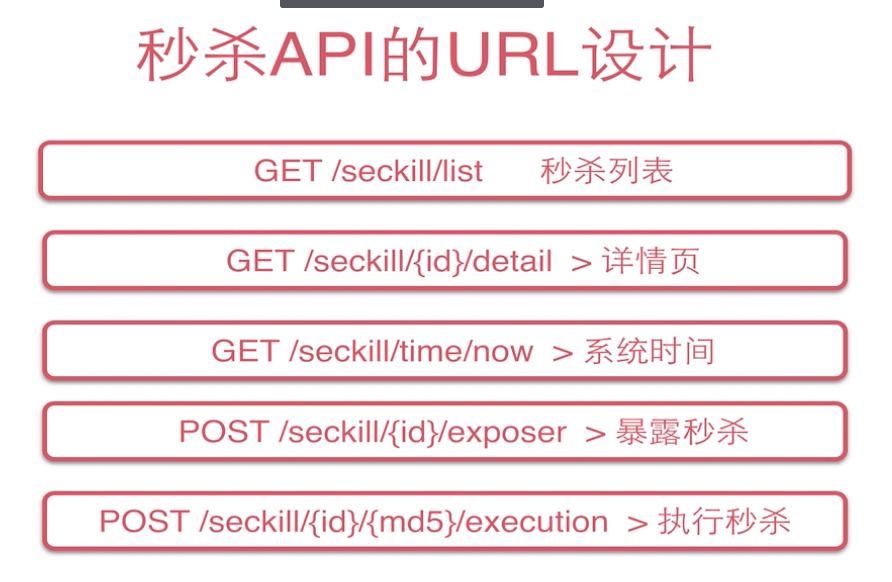 秒杀API的URL设计
GET /seckill/list 秒杀列表
GET /seckill/{id}/detail > 详情页
GET /seckill/time/now > 系统时间
POST /seckill/{id}/exposer > 暴露秒杀
POST /seckill/{id}/{md5}/execution > 执行秒杀